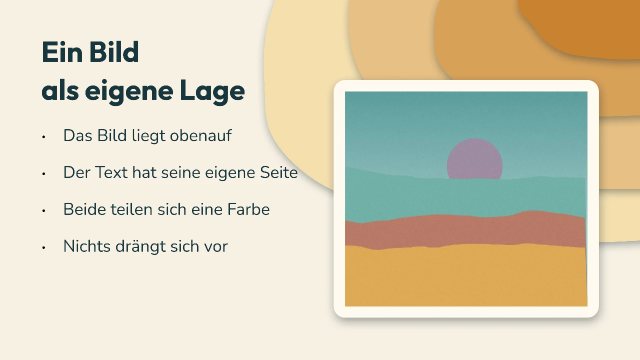 Ein Bild
als eigene Lage
• Das Bild liegt obenauf
• Der Text hat seine eigene Seite
• Beide teilen sich eine Farbe
• Nichts drängt sich vor